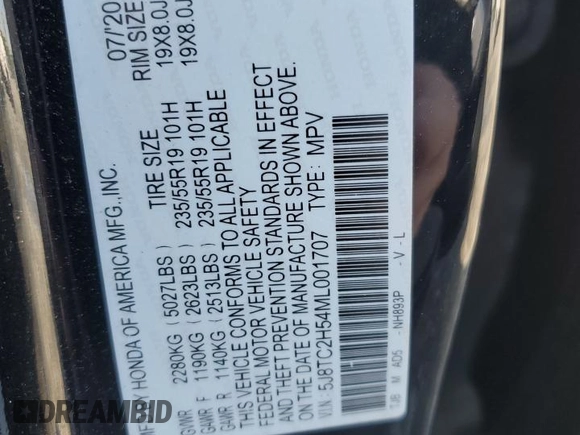 MFD. BY HONDA OF AMERICA MFG.,INC. 07/'20
TIRE SIZE RIM SIZE
GVWR 2280KG (5027LBS) 235/55R19 101H 19X8.0J
GAWR F 1190KG (2623LBS) 235/55R19 101H 19X8.0J
GAWR R 1140KG (2513LBS)
THIS VEHICLE CONFORMS TO ALL APPLICABLE
FEDERAL MOTOR VEHICLE SAFETY
AND THEFT PREVENTION STANDARDS IN EFFECT
ON THE DATE OF MANUFACTURE SHOWN ABOVE.
V.I.N: 5J8TC2H54ML001707 TYPE: MPV
TJB M AD5 NH893P - V - L
HONDA
DREAMBID